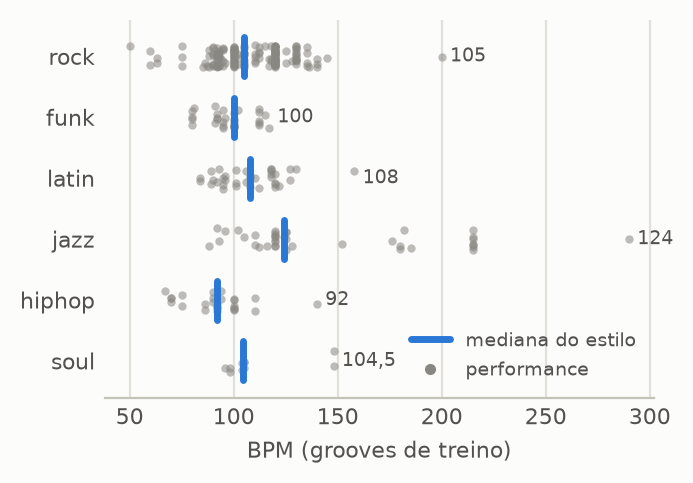 rock 105
funk 100
latin 108
jazz 124
hiphop 92
soul 104,5
mediana do estilo
performance
50 100 150 200 250 300
BPM (grooves de treino)